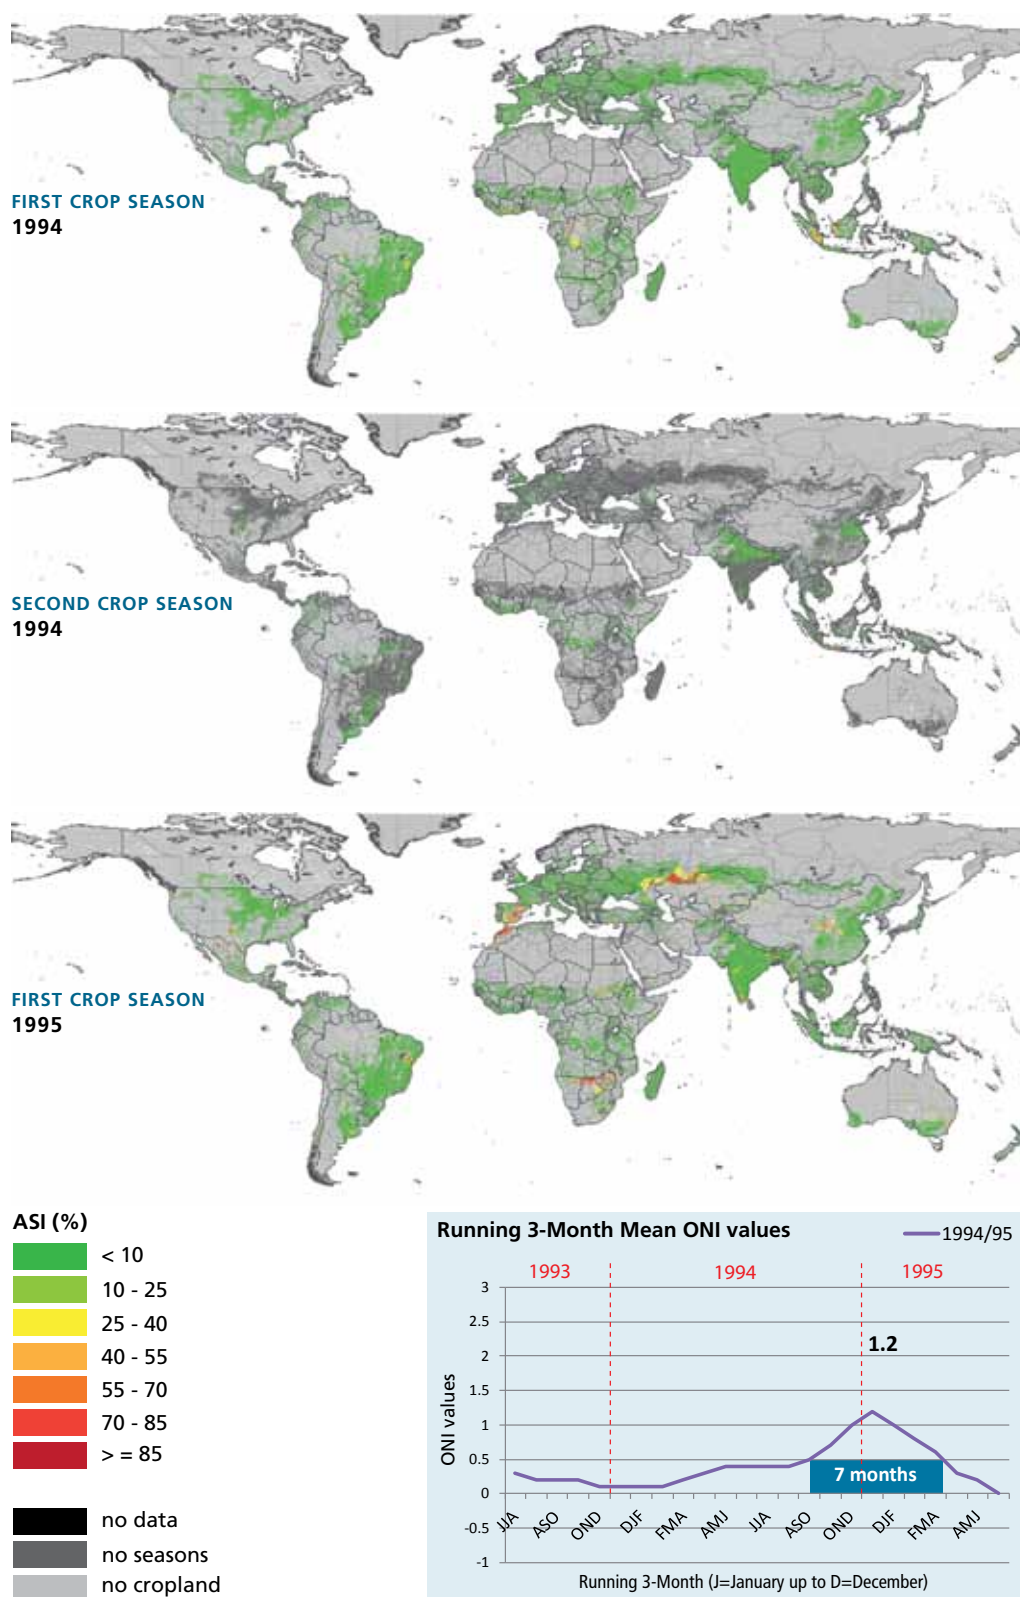 FIRST CROP SEASON
1994
SECOND CROP SEASON
1994
FIRST CROP SEASON
1995
ASI (%)
< 10
10 - 25
25 - 40
40 - 55
55 - 70
70 - 85
> = 85
no data
no seasons
no cropland
Running 3-Month Mean ONI values
1994/95
1993 1994 1995
3
2.5
2
1.5
1
0.5
0
-0.5
-1
ONI values
1.2
7 months
JJA ASO OND DJF FMA AMJ JJA ASO OND DJF FMA AMJ
Running 3-Month (J=January up to D=December)